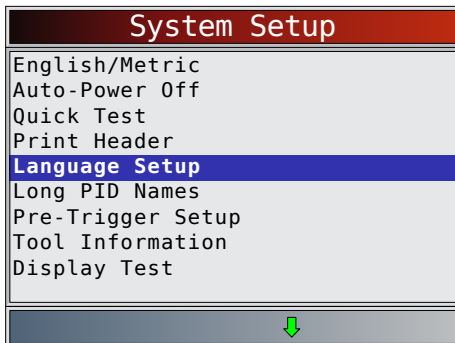 System Setup
English/Metric
Auto-Power Off
Quick Test
Print Header
Language Setup
Long PID Names
Pre-Trigger Setup
Tool Information
Display Test